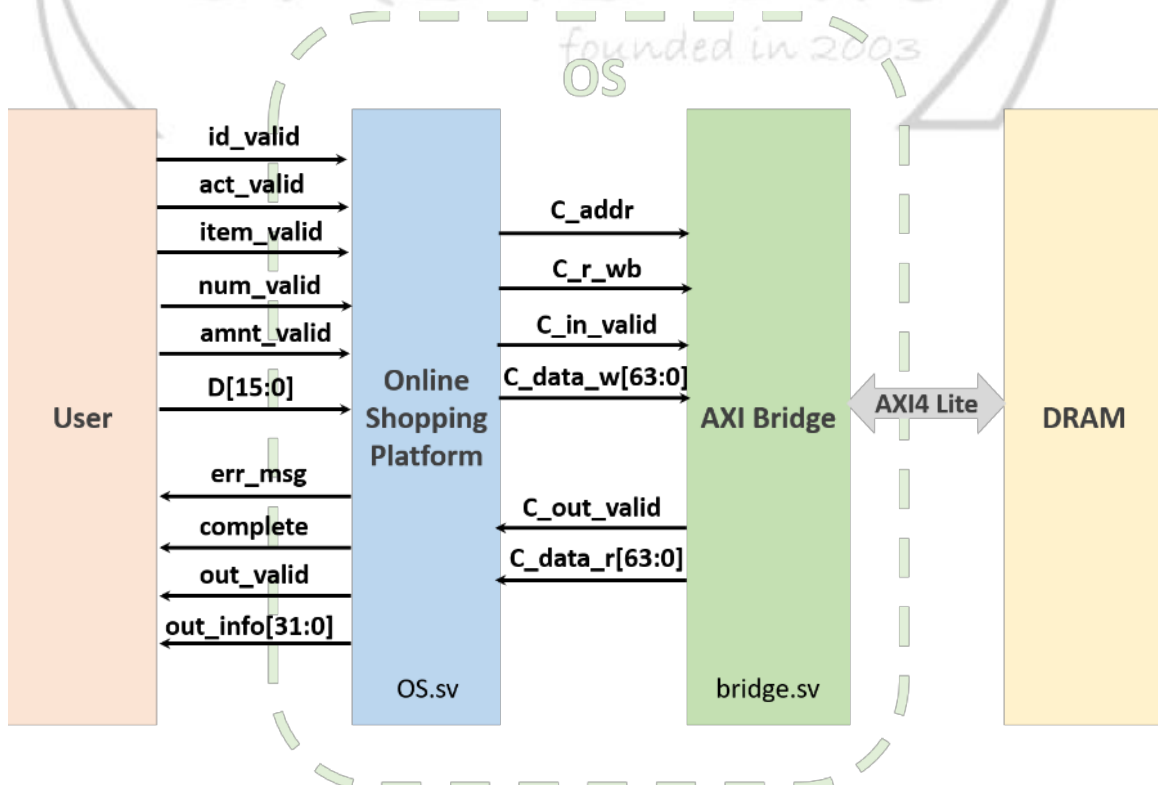 founded in 2003
OS
User
id_valid
act_valid
item_valid
num_valid
amnt_valid
D[15:0]
err_msg
complete
out_valid
out_info[31:0]
Online
Shopping
Platform
OS.sv
C_addr
C_r_wb
C_in_valid
C_data_w[63:0]
C_out_valid
C_data_r[63:0]
AXI Bridge
bridge.sv
AXI4 Lite
DRAM